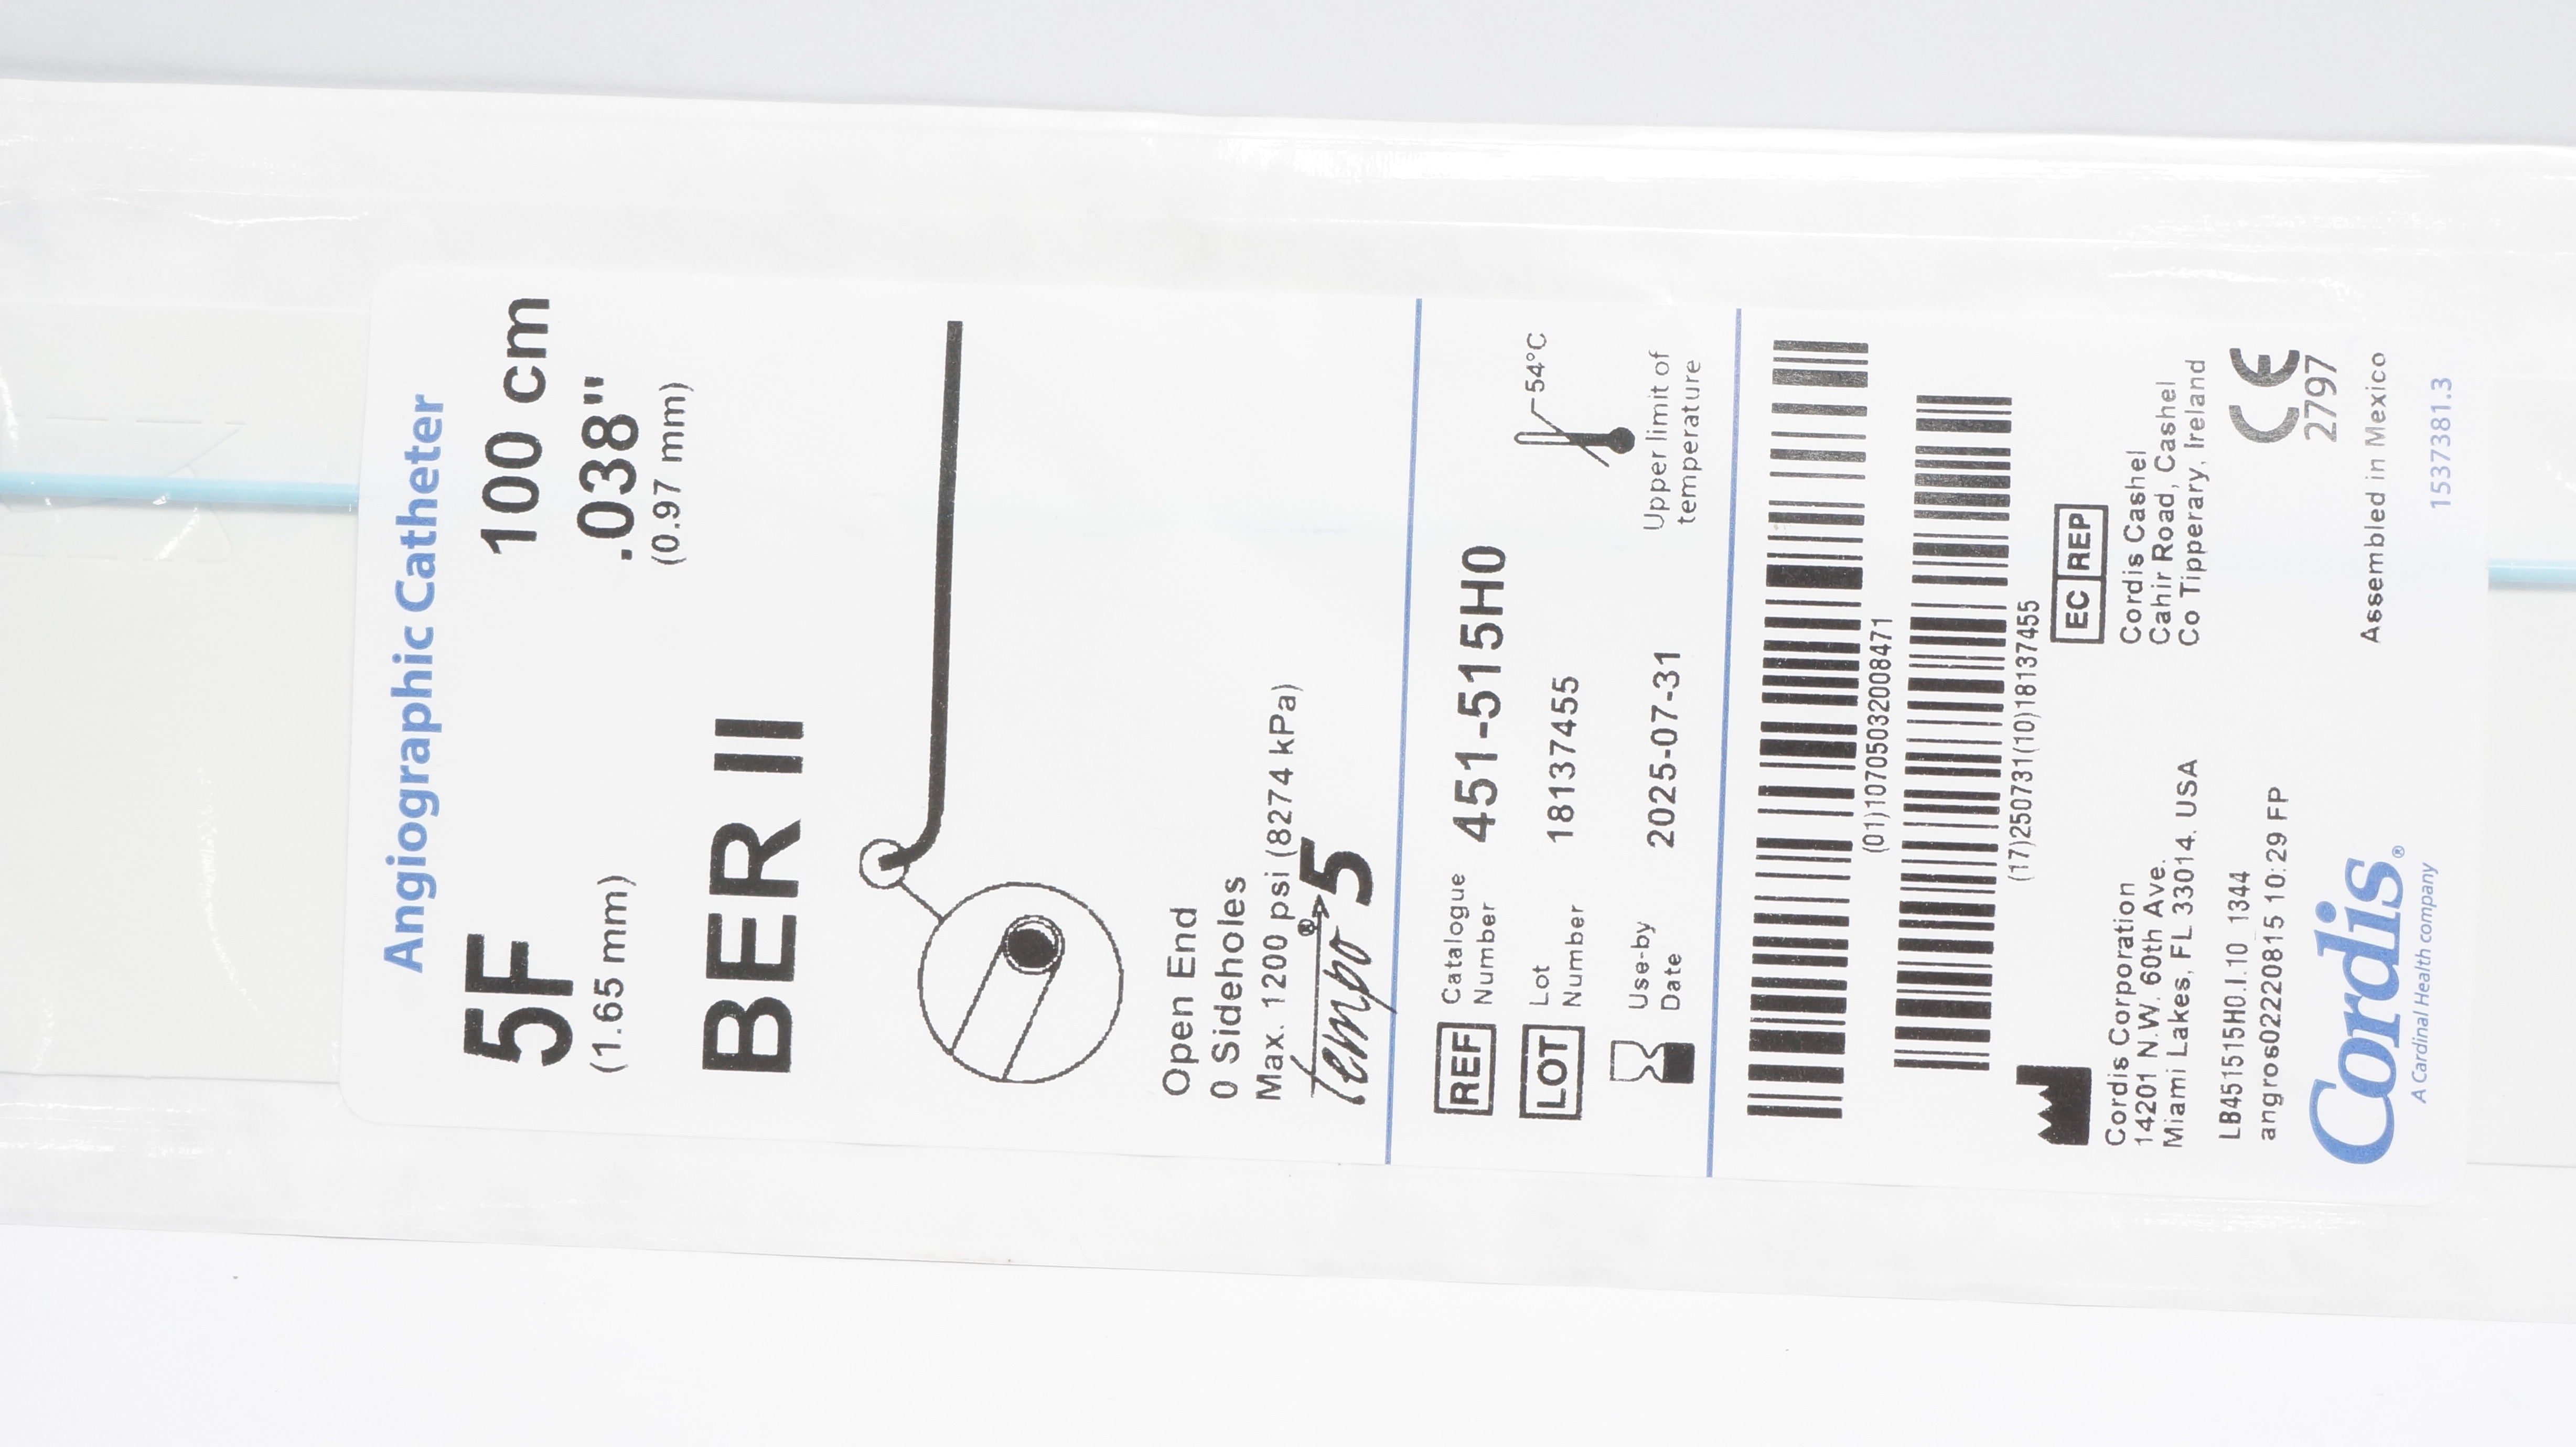 Angiographic Catheter
5F 100 cm
(1.65 mm) .038"
(0.97 mm)
BER II
Open End
0 Sideholes
Max. 1200 psi (8274 kPa)
Tempo® 5
REF Catalogue Number 451-515H0
LOT Lot Number 18137455
54°C
Use-by Date 2025-07-31
Upper limit of temperature
(01)10705032008471
(17)250731(10)18137455
EC REP
Cordis Corporation
14201 N.W. 60th Ave.
Miami Lakes, FL 33014. USA
Cordis Cashel
Cahir Road, Cashel
Co Tipperary, Ireland
LB451515H0.I.10 1344
angros0222081​5 10:29 FP
CE
2797
Cordis®
A Cardinal Health company
Assembled in Mexico
1537381.3